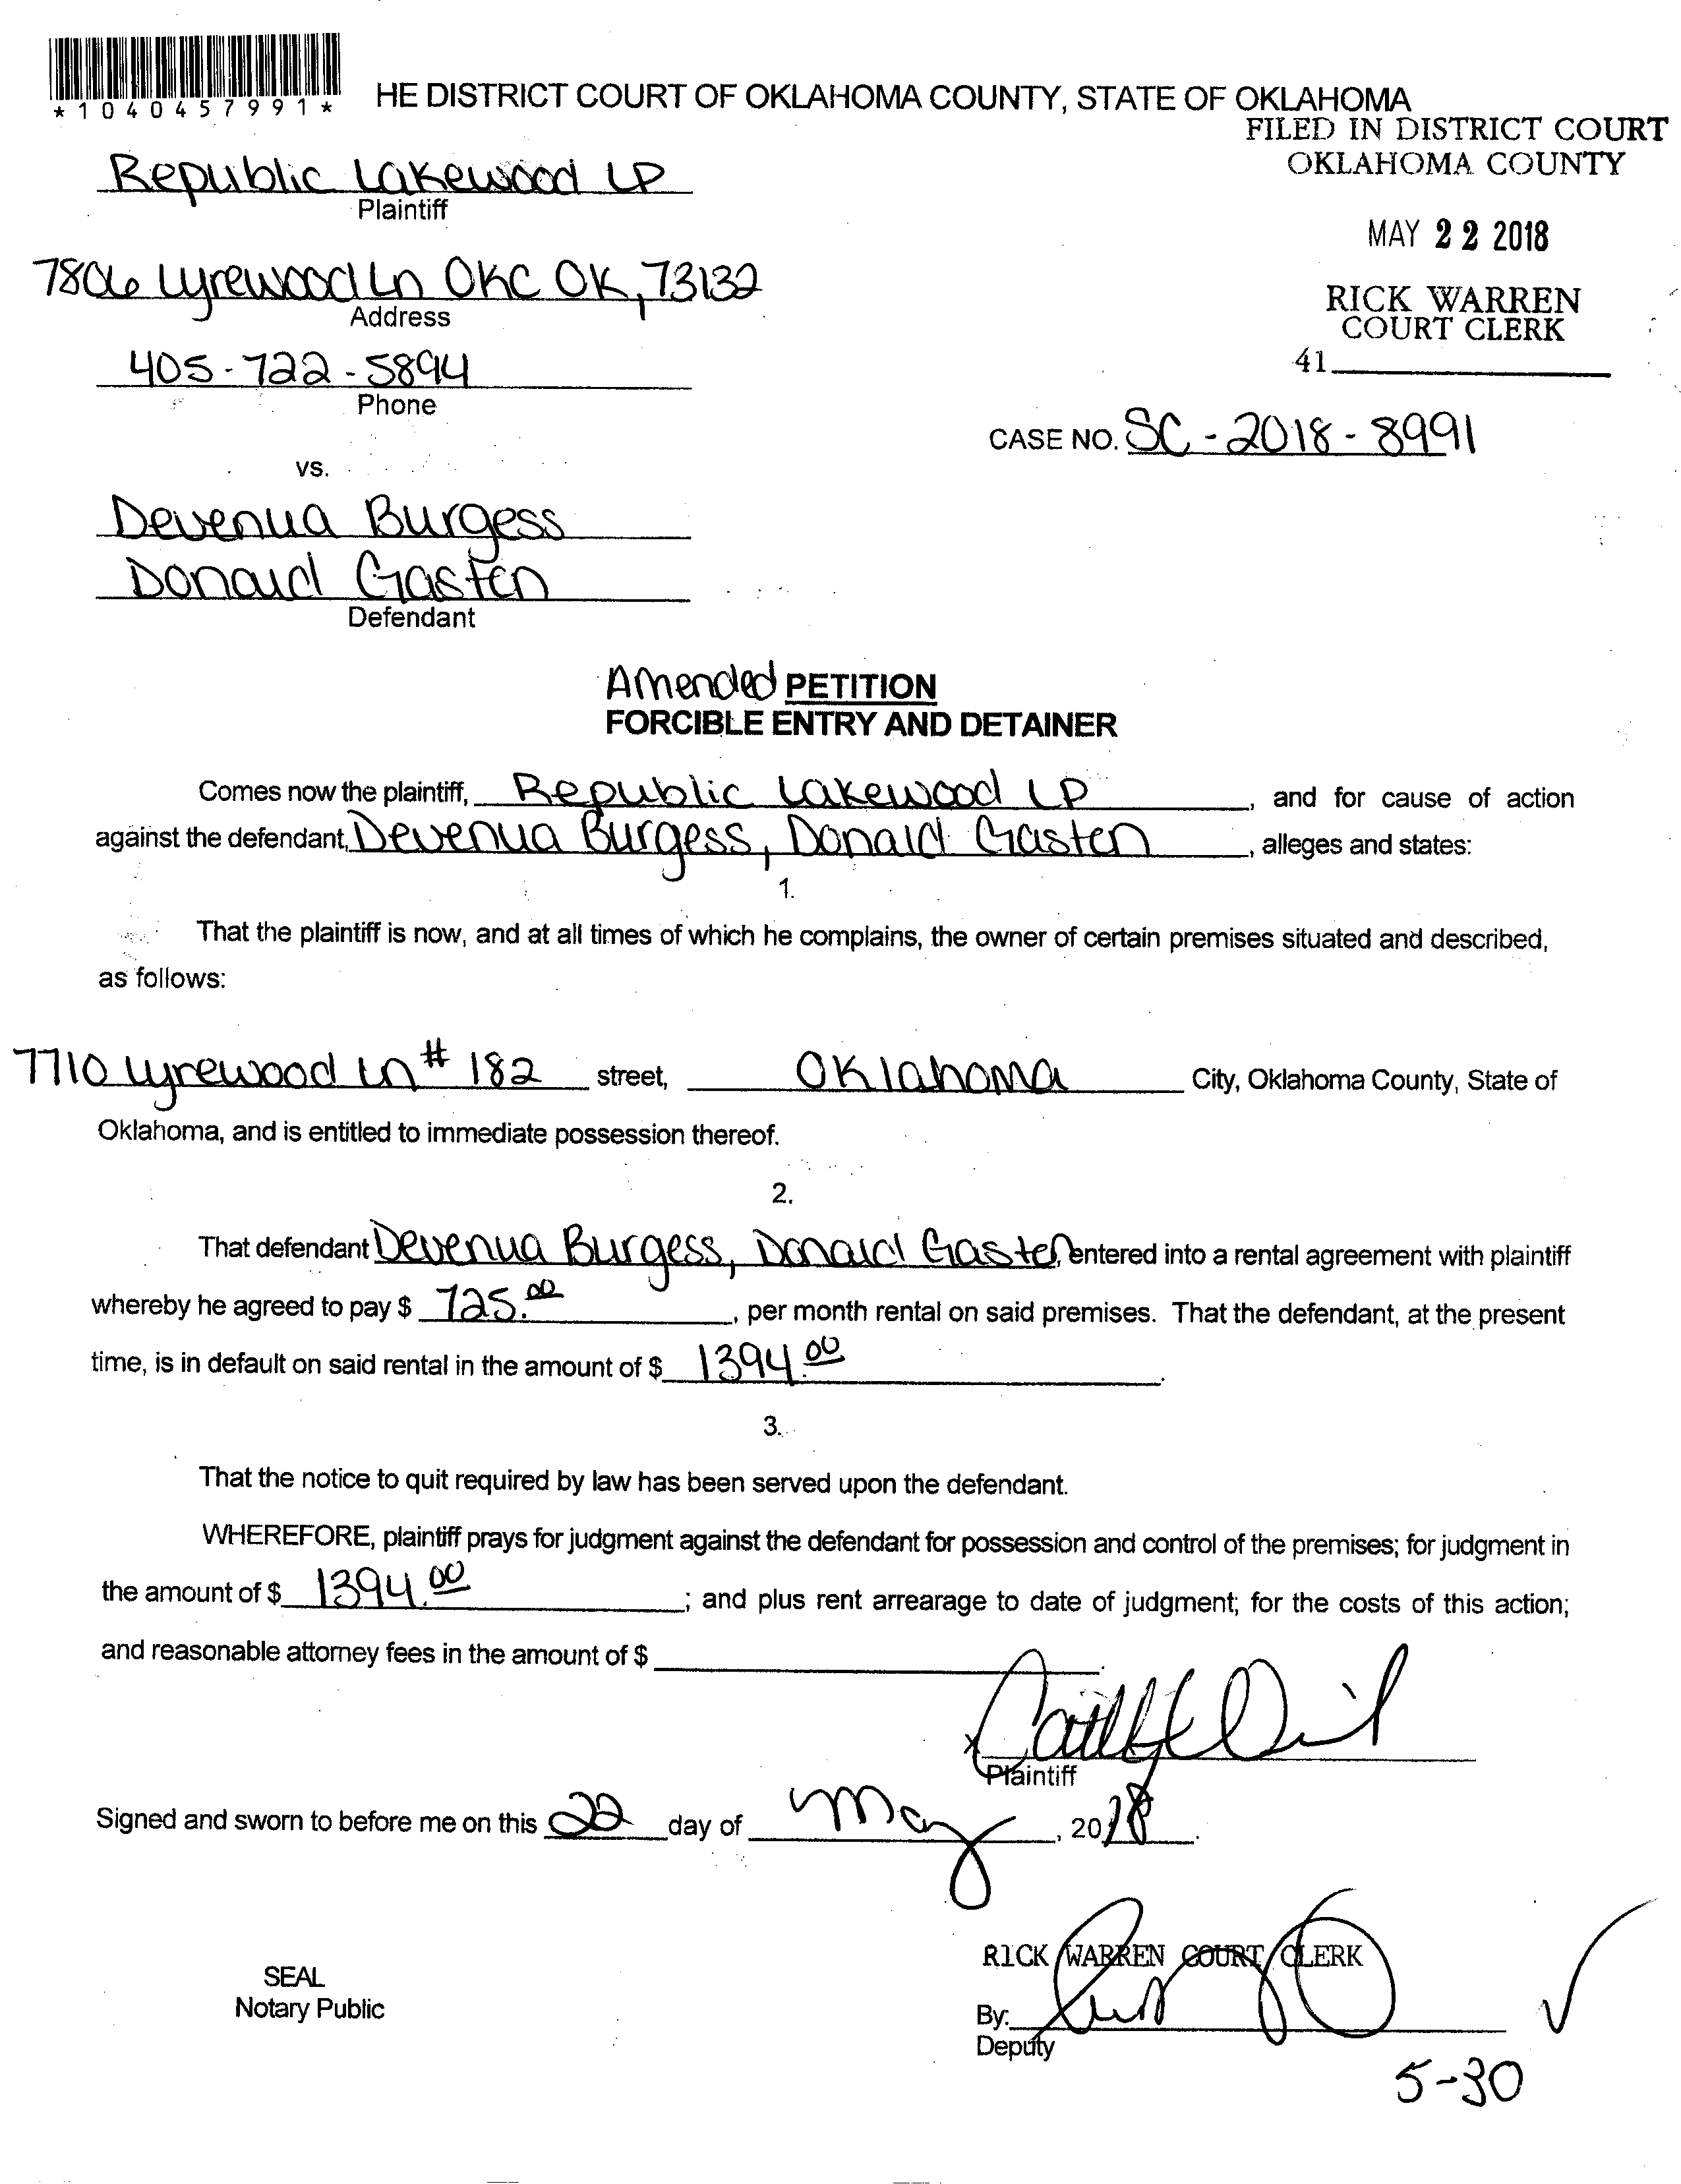 *1040457991*
HE DISTRICT COURT OF OKLAHOMA COUNTY, STATE OF OKLAHOMA
FILED IN DISTRICT COURT
OKLAHOMA COUNTY
Republic Lakewood LP
Plaintiff
MAY 22 2018
7806 Lyrewood Ln OKC OK, 73132
Address
RICK WARREN
COURT CLERK
405-722-5894
Phone
41
CASE NO. SC-2018-8991
vs.
Devenua Burgess
Donald Gasten
Defendant
Amended PETITION
FORCIBLE ENTRY AND DETAINER
Comes now the plaintiff, Republic Lakewood LP, and for cause of action
against the defendant, Devenua Burgess, Donald Gasten, alleges and states:
1.
That the plaintiff is now, and at all times of which he complains, the owner of certain premises situated and described,
as follows:
7710 Lyrewood Ln # 182 street, Oklahoma City, Oklahoma County, State of
Oklahoma, and is entitled to immediate possession thereof.
2.
That defendant Devenua Burgess, Donald Gasten, entered into a rental agreement with plaintiff
whereby he agreed to pay $ 725.00, per month rental on said premises. That the defendant, at the present
time, is in default on said rental in the amount of $ 1394.00.
3.
That the notice to quit required by law has been served upon the defendant.
WHEREFORE, plaintiff prays for judgment against the defendant for possession and control of the premises; for judgment in
the amount of $ 1394.00; and plus rent arrearage to date of judgment; for the costs of this action;
and reasonable attorney fees in the amount of $
x
Plaintiff
Signed and sworn to before me on this 22 day of May, 2018.
RICK WARREN COURT CLERK
SEAL
Notary Public
By:
Deputy
5-30